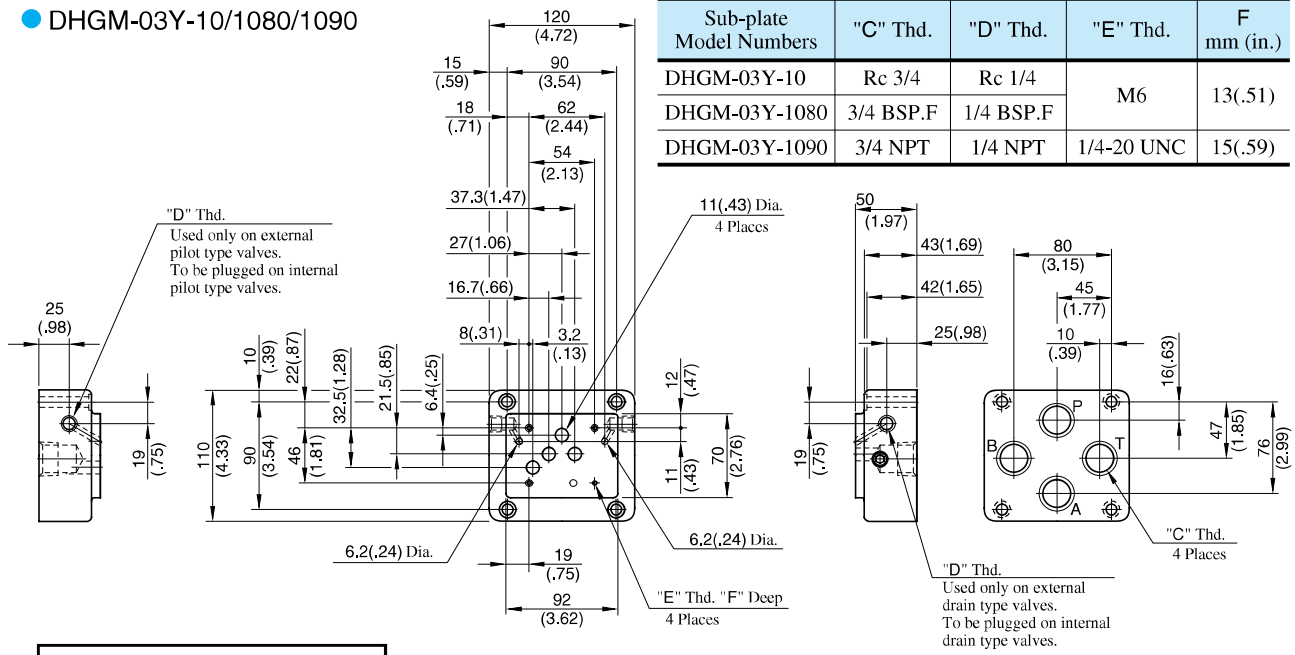 DHGM-03Y-10/1080/1090
Sub-plate Model Numbers "C" Thd. "D" Thd. "E" Thd. F mm (in.)
DHGM-03Y-10 Rc 3/4 Rc 1/4 M6 13(.51)
DHGM-03Y-1080 3/4 BSP.F 1/4 BSP.F
DHGM-03Y-1090 3/4 NPT 1/4 NPT 1/4-20 UNC 15(.59)
120
(4.72)
15
(.59)
90
(3.54)
18
(.71)
62
(2.44)
54
(2.13)
37.3(1.47)
27(1.06)
16.7(.66)
8(.31)
3.2
(.13)
11(.43) Dia.
4 Places
"D" Thd.
Used only on external
pilot type valves.
To be plugged on internal
pilot type valves.
25
(.98)
19
(.75)
110
(4.33)
10
(.39)
90
(3.54)
22(.87)
46
(1.81)
32.5(1.28)
21.5(.85)
6.4(.25)
12
(.47)
11
(.43)
70
(2.76)
6.2(.24) Dia.
6.2(.24) Dia.
19
(.75)
92
(3.62)
"E" Thd. "F" Deep
4 Places
50
(1.97)
43(1.69)
42(1.65)
25(.98)
19
(.75)
"D" Thd.
Used only on external
drain type valves.
To be plugged on internal
drain type valves.
80
(3.15)
45
(1.77)
10
(.39)
16(.63)
47
(1.85)
76
(2.99)
P
B
T
A
"C" Thd.
4 Places